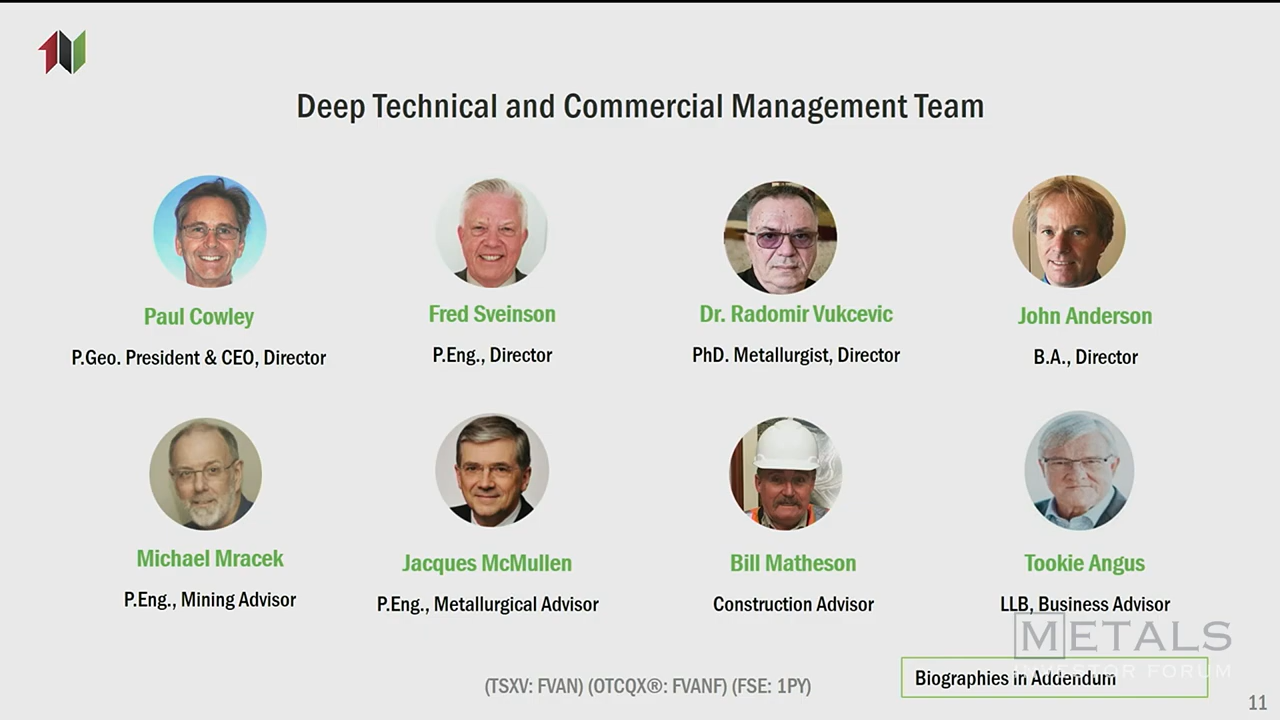 Deep Technical and Commercial Management Team
Paul Cowley
Fred Sveinson
Dr. Radomir Vukcevic
John Anderson
P.Geo. President & CEO, Director
P.Eng., Director
PhD. Metallurgist, Director
B.A., Director
Michael Mracek
Jacques McMullen
Bill Matheson
Tookie Angus
P.Eng., Mining Advisor
P.Eng., Metallurgical Advisor
Construction Advisor
LLB, Business Advisor
METALS
INVESTOR FORUM
Biographies in Addendum
(TSXV: FVAN) (OTCQX®: FVANF) (FSE: 1PY)
11